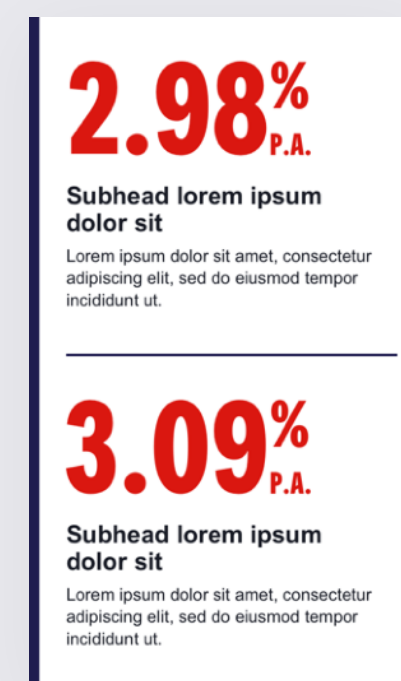 2.98%
P.A.
Subhead lorem ipsum
dolor sit
Lorem ipsum dolor sit amet, consectetur
adipiscing elit, sed do eiusmod tempor
incididunt ut.
3.09%
P.A.
Subhead lorem ipsum
dolor sit
Lorem ipsum dolor sit amet, consectetur
adipiscing elit, sed do eiusmod tempor
incididunt ut.